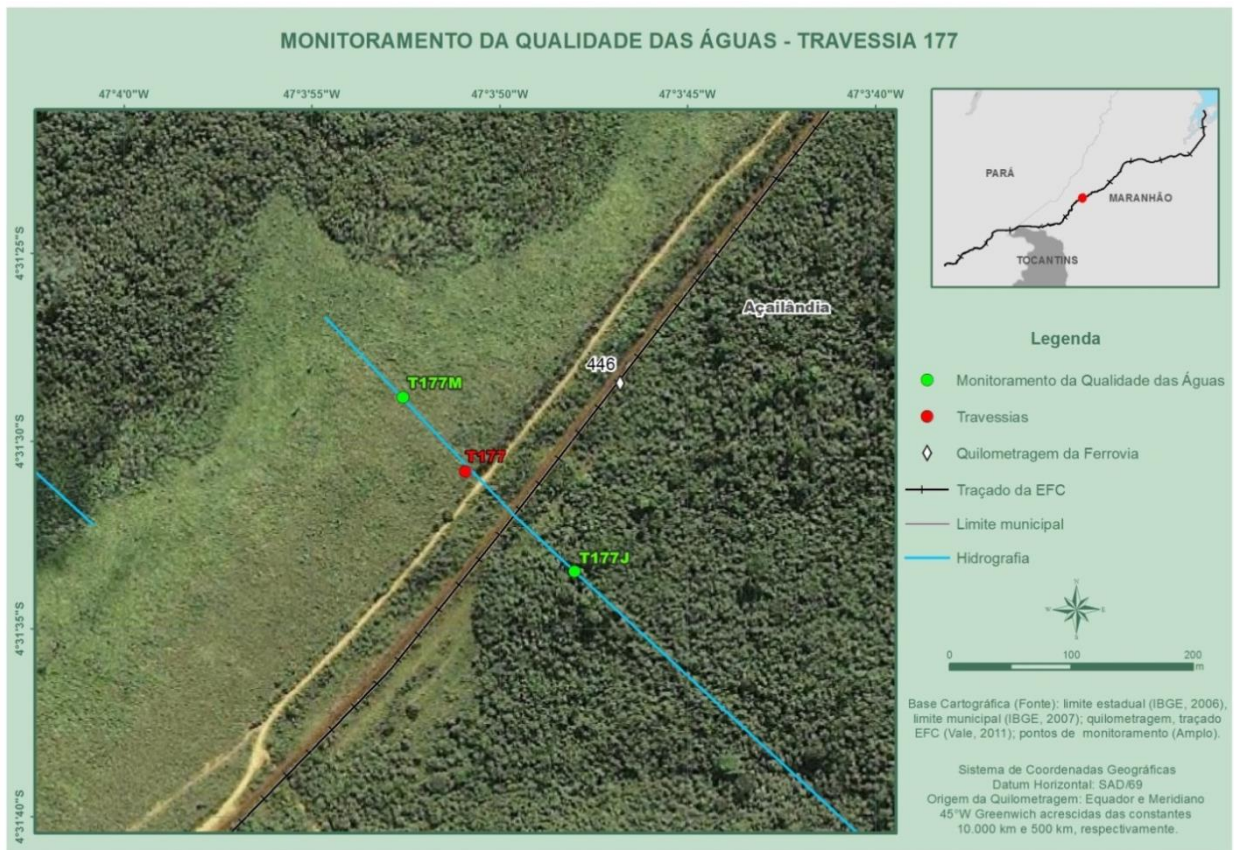 MONITORAMENTO DA QUALIDADE DAS ÁGUAS - TRAVESSIA 177
47°4'0"W
47°3'55"W
47°3'50"W
47°3'45"W
47°3'40"W
4°31'25"S
4°31'30"S
4°31'35"S
4°31'40"S
Açailândia
446
T177M
T177
T177J
PARÁ
MARANHÃO
TOCANTINS
Legenda
Monitoramento da Qualidade das Águas
Travessias
Quilometragem da Ferrovia
Traçado da EFC
Limite municipal
Hidrografia
0
100
200
m
Base Cartográfica (Fonte): limite estadual (IBGE, 2006),
limite municipal (IBGE, 2007); quilometragem, traçado
EFC (Vale, 2011); pontos de monitoramento (Amplo).
Sistema de Coordenadas Geográficas
Datum Horizontal: SAD/69
Origem da Quilometragem: Equador e Meridiano
45°W Greenwich acrescidas das constantes
10.000 km e 500 km, respectivamente.